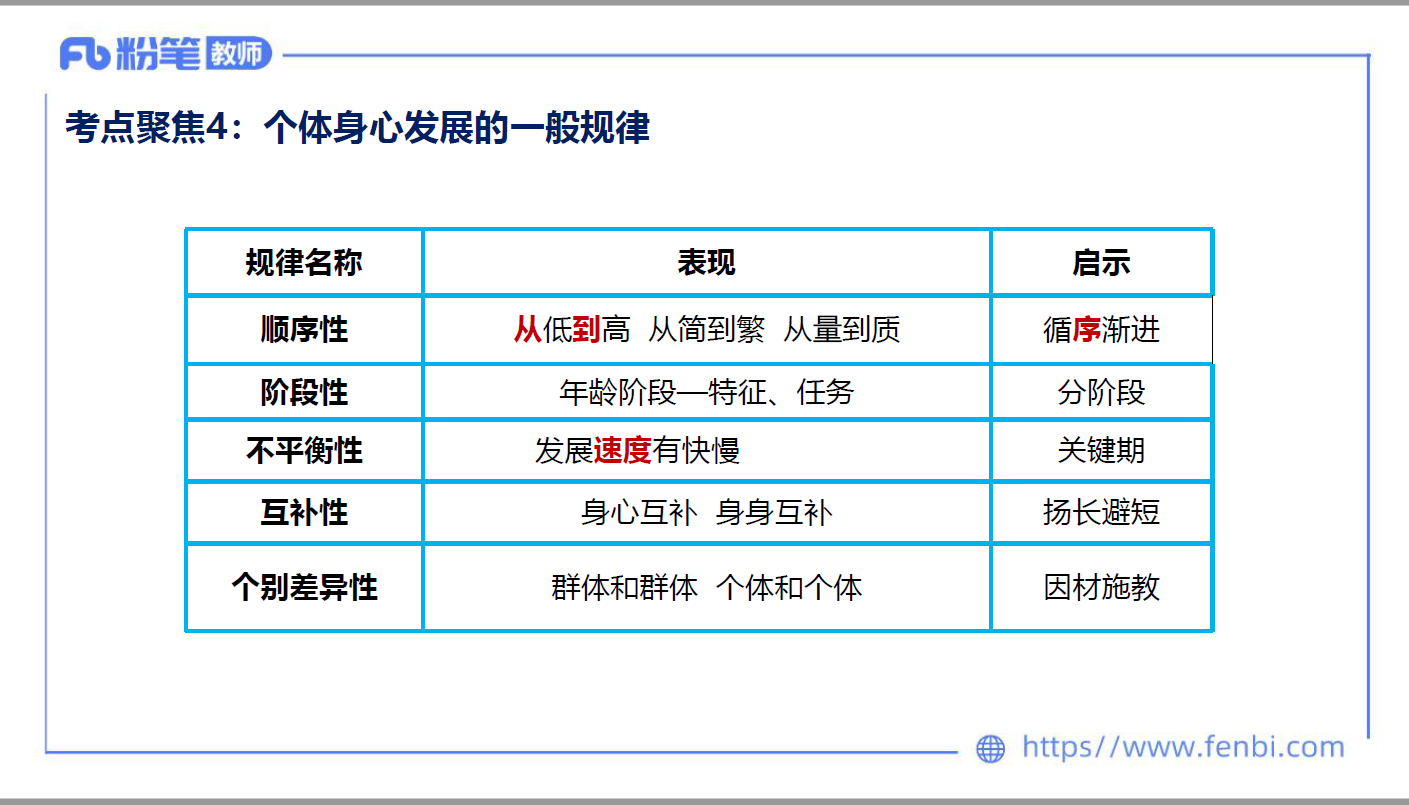 Fb 粉笔 教师
考点聚焦4：个体身心发展的一般规律
规律名称 表现 启示
顺序性 从低到高 从简到繁 从量到质 循序渐进
阶段性 年龄阶段—特征、任务 分阶段
不平衡性 发展速度有快慢 关键期
互补性 身心互补 身身互补 扬长避短
个别差异性 群体和群体 个体和个体 因材施教
https//www.fenbi.com